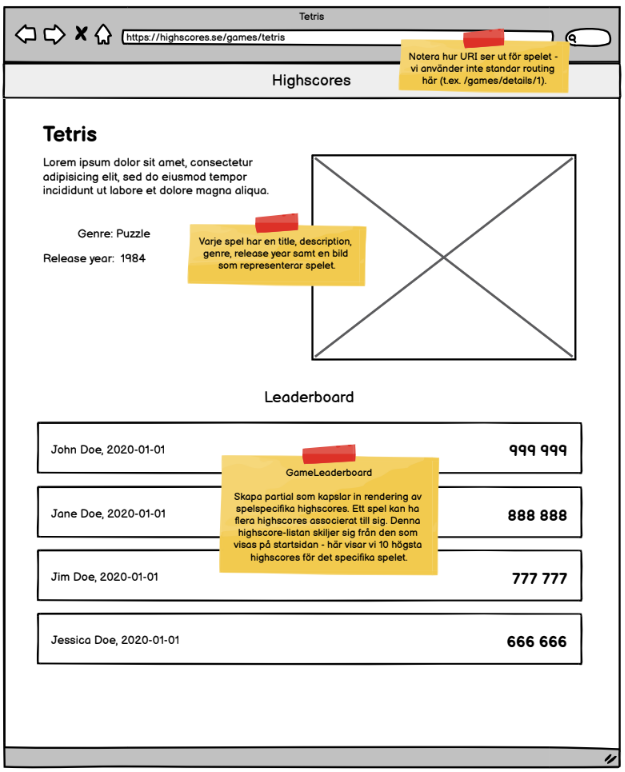 Tetris
https://highscores.se/games/tetris
Notera hur URI ser ut för spelet -
vi använder inte standar routing
här (t.ex. /games/details/1).
Highscores
Tetris
Lorem ipsum dolor sit amet, consectetur
adipisicing elit, sed do eiusmod tempor
incididunt ut labore et dolore magna aliqua.
Genre: Puzzle
Release year: 1984
Varje spel har en title, description,
genre, release year samt en bild
som representerar spelet.
Leaderboard
John Doe, 2020-01-01
999 999
GameLeaderboard
Skapa partial som kapslar in rendering av
spelspecifika highscores. Ett spel kan ha
flera highscores associerat till sig. Denna
highscore-listan skiljer sig från den som
visas på startsidan - här visar vi 10 högsta
highscores för det specifika spelet.
Jane Doe, 2020-01-01
888 888
Jim Doe, 2020-01-01
777 777
Jessica Doe, 2020-01-01
666 666